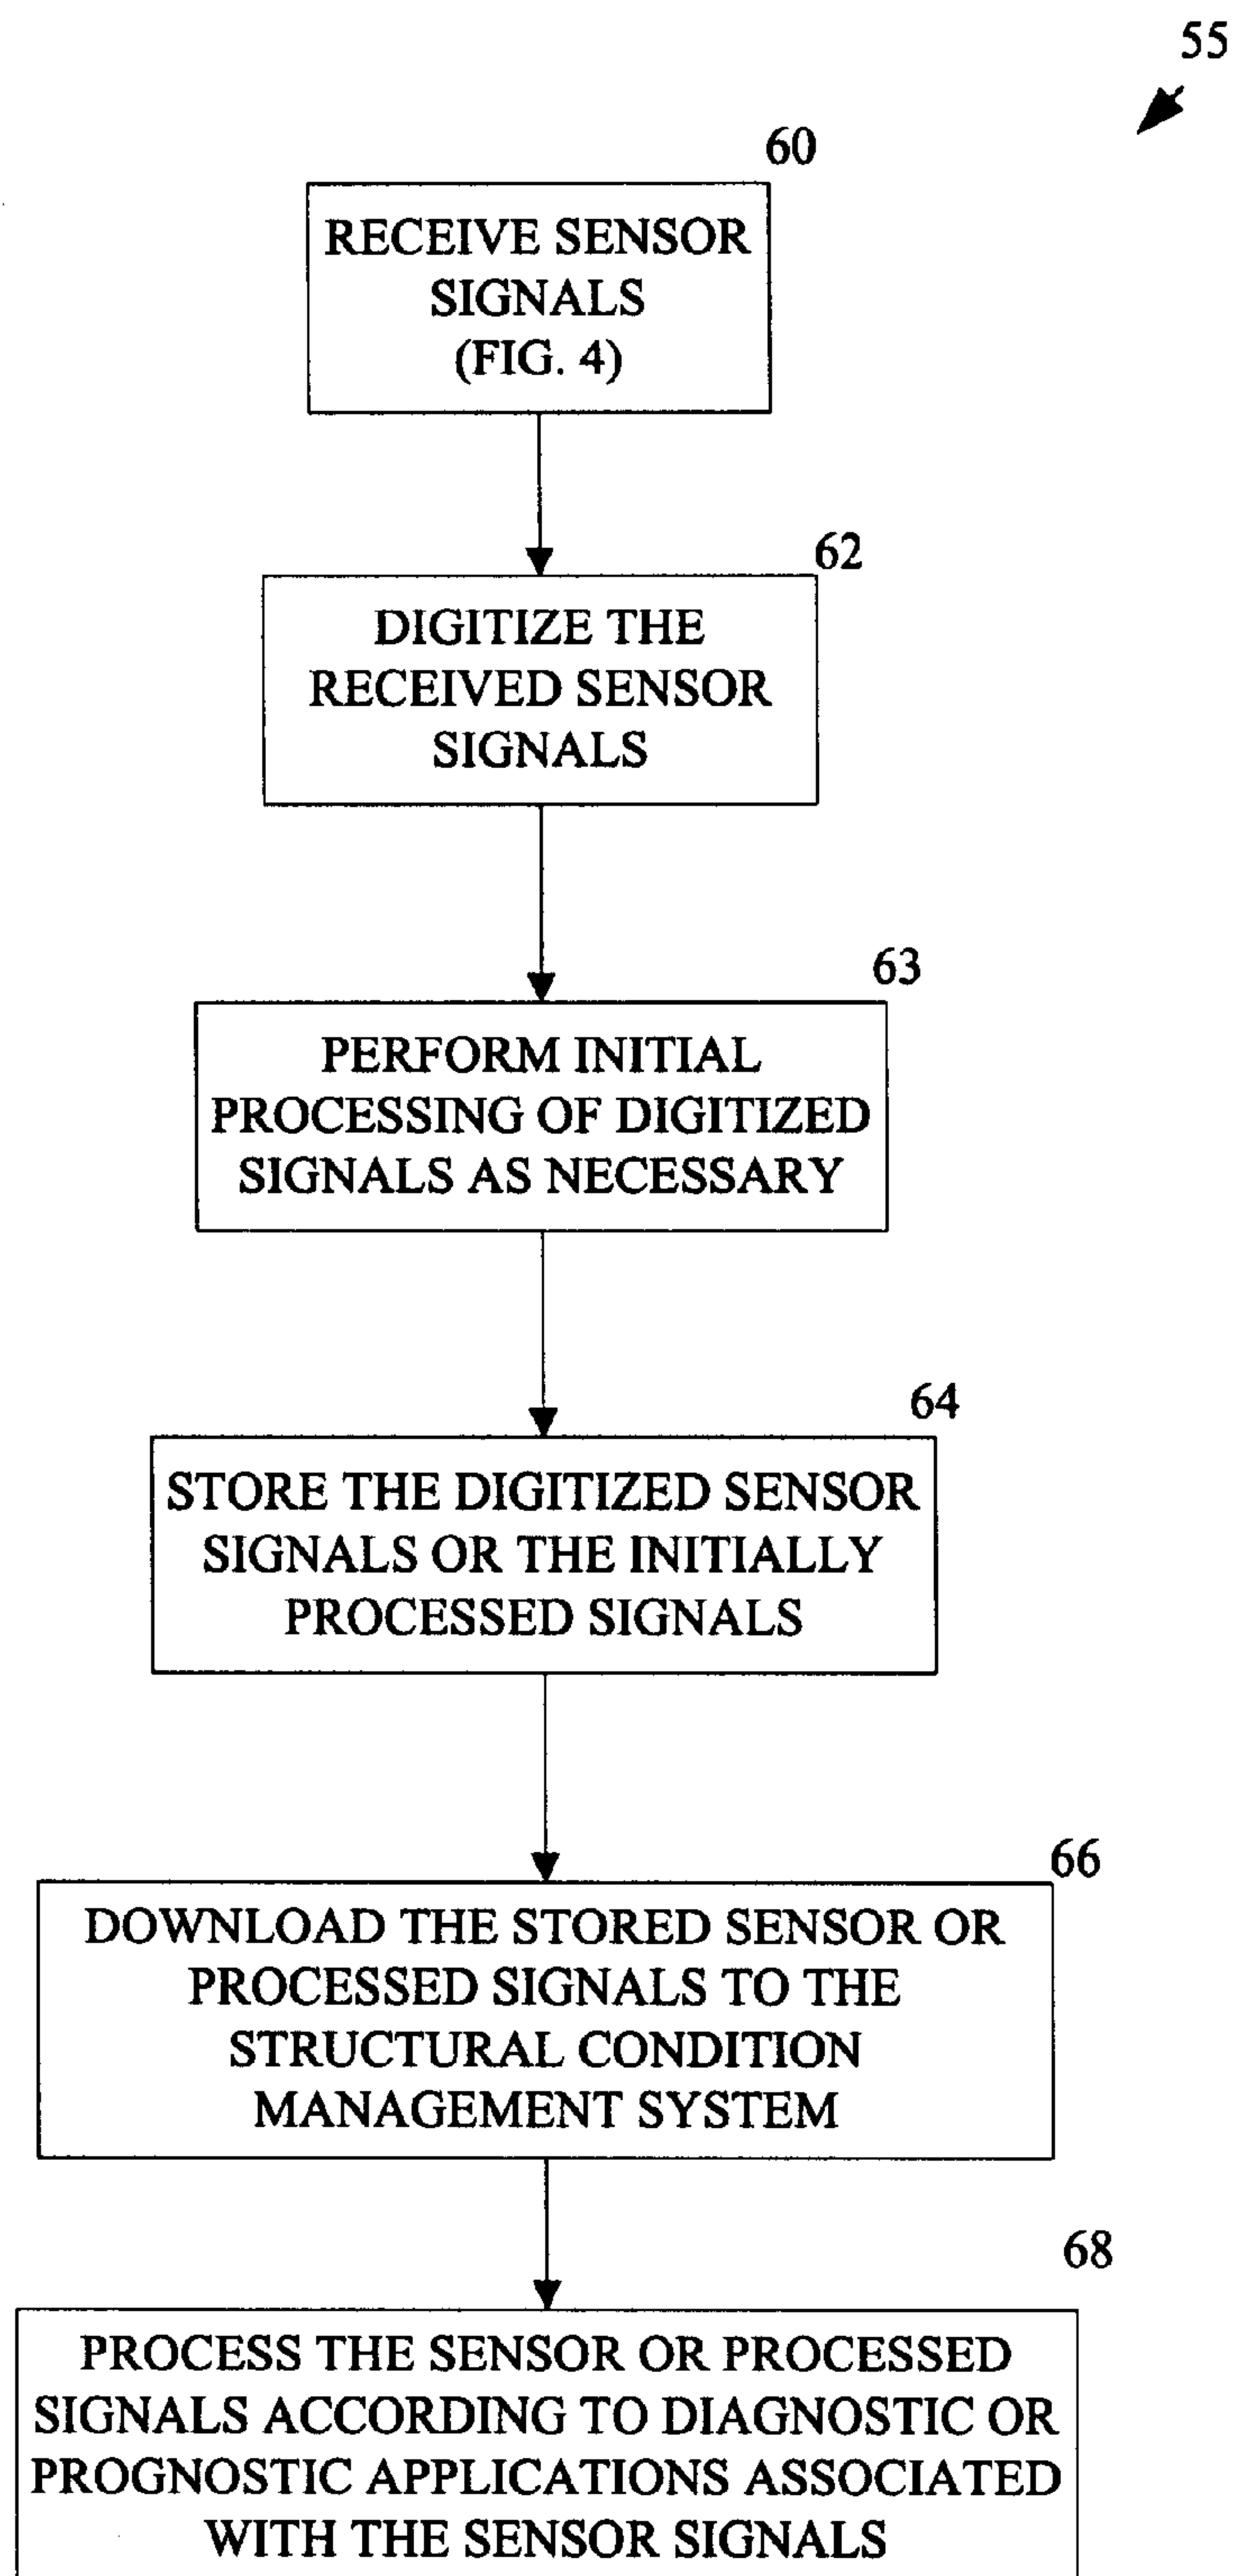 55
60
RECEIVE SENSOR
SIGNALS
(FIG. 4)
62
DIGITIZE THE
RECEIVED SENSOR
SIGNALS
63
PERFORM INITIAL
PROCESSING OF DIGITIZED
SIGNALS AS NECESSARY
64
STORE THE DIGITIZED SENSOR
SIGNALS OR THE INITIALLY
PROCESSED SIGNALS
66
DOWNLOAD THE STORED SENSOR OR
PROCESSED SIGNALS TO THE
STRUCTURAL CONDITION
MANAGEMENT SYSTEM
68
PROCESS THE SENSOR OR PROCESSED
SIGNALS ACCORDING TO DIAGNOSTIC OR
PROGNOSTIC APPLICATIONS ASSOCIATED
WITH THE SENSOR SIGNALS